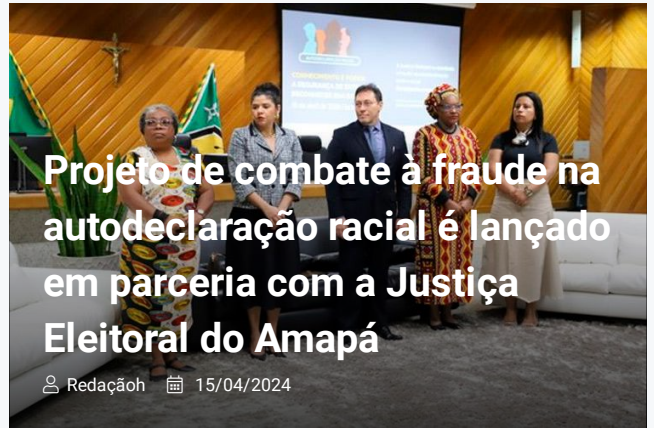 Projeto de combate à fraude na
autodeclaração racial é lançado
em parceria com a Justiça
Eleitoral do Amapá
Redaçãoh 15/04/2024